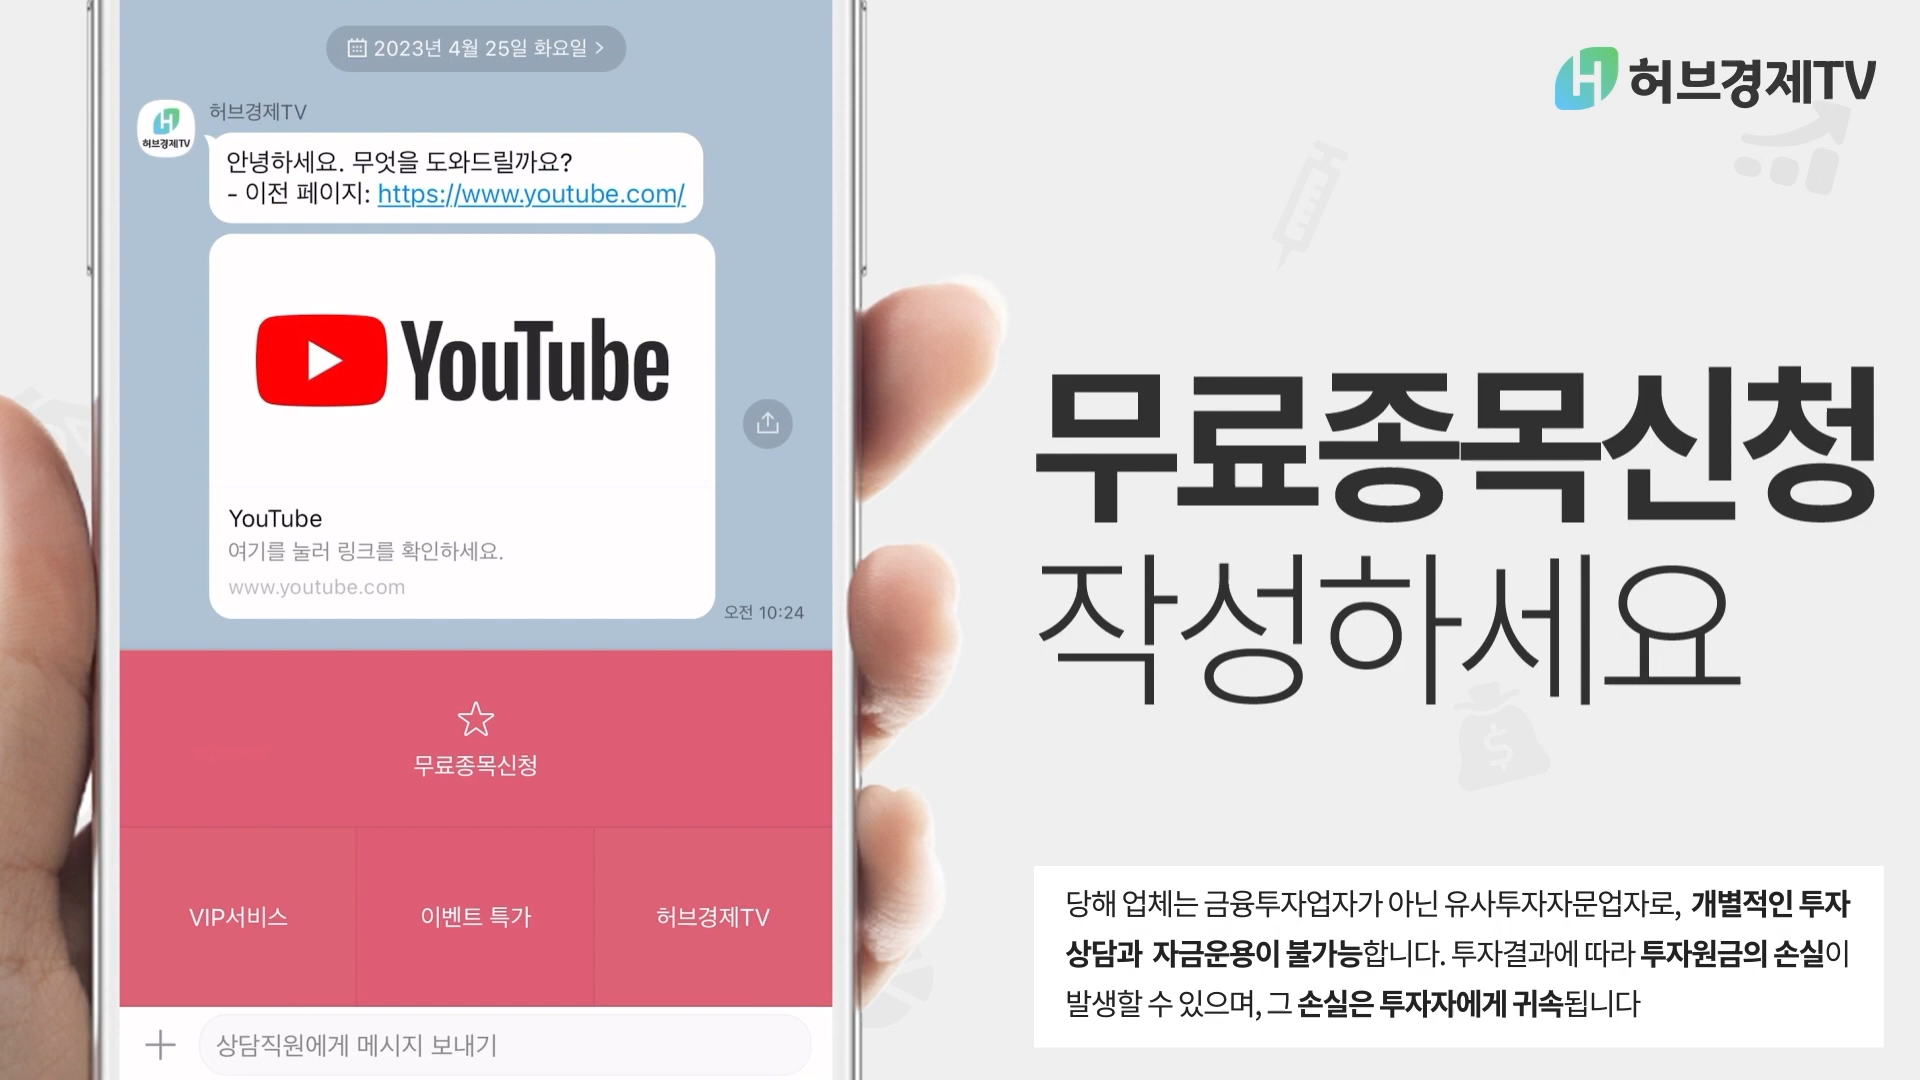 2023년 4월 25일 화요일 >
허브경제TV
허브경제TV
안녕하세요. 무엇을 도와드릴까요?
- 이전 페이지: https://www.youtube.com/
YouTube
YouTube
여기를 눌러 링크를 확인하세요.
www.youtube.com
오전 10:24
무료종목신청
VIP서비스
이벤트 특가
허브경제TV
상담직원에게 메시지 보내기
허브경제TV
무료종목신청
작성하세요
당해 업체는 금융투자업자가 아닌 유사투자자문업자로, 개별적인 투자
상담과 자금운용이 불가능합니다. 투자결과에 따라 투자원금의 손실이
발생할 수 있으며, 그 손실은 투자자에게 귀속됩니다